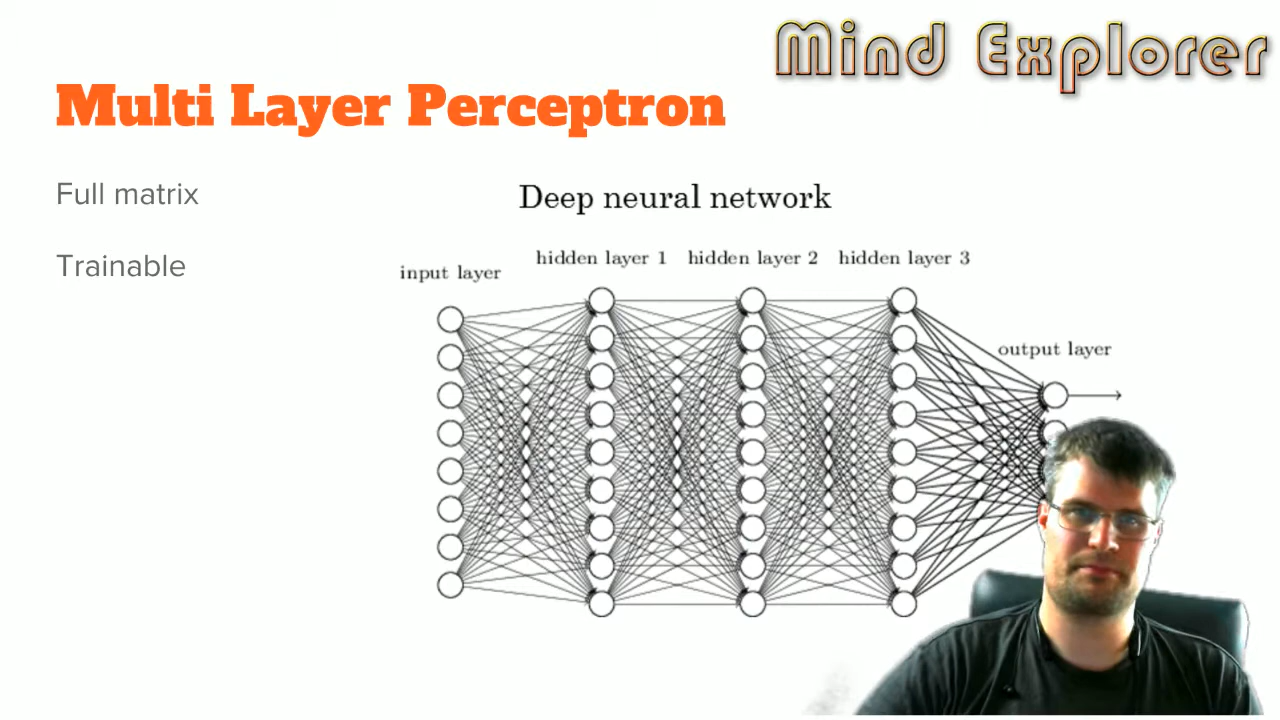 Mind Explorer
Multi Layer Perceptron
Full matrix
Trainable
Deep neural network
input layer
hidden layer 1
hidden layer 2
hidden layer 3
output layer